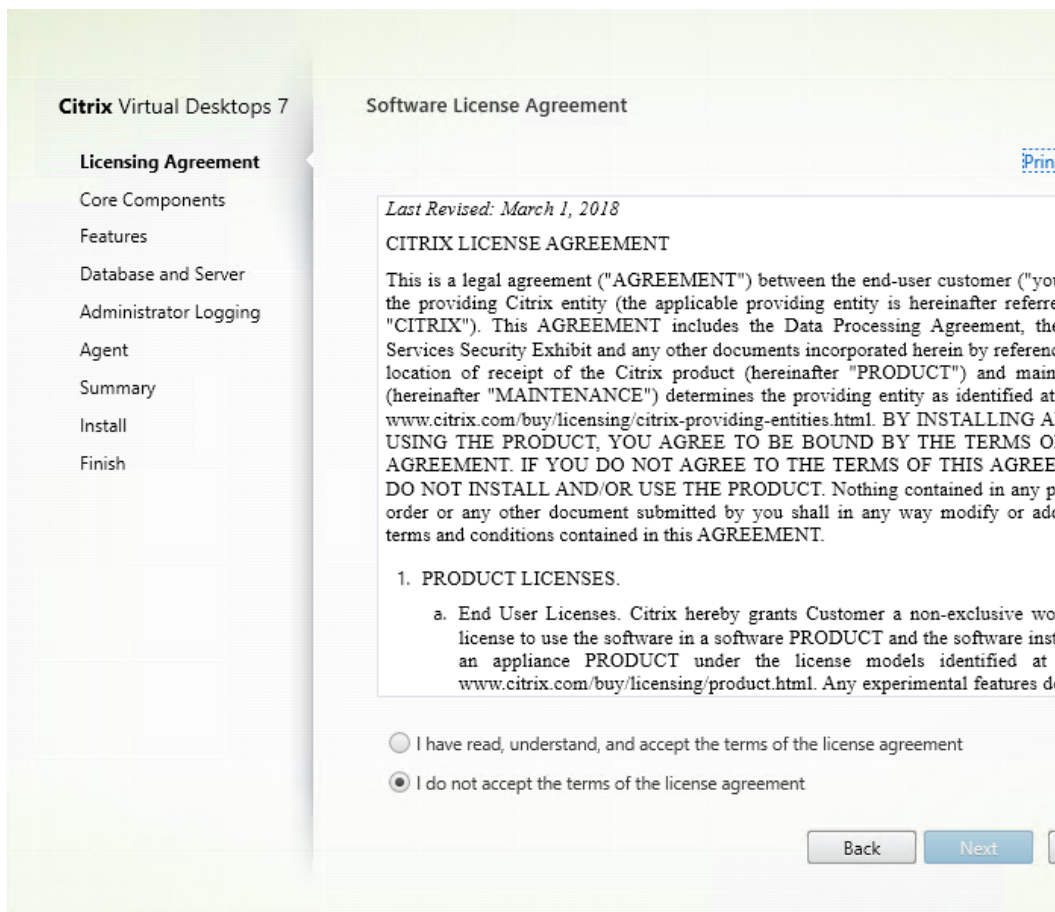 Citrix Virtual Desktops 7
Licensing Agreement
Core Components
Features
Database and Server
Administrator Logging
Agent
Summary
Install
Finish
Software License Agreement
Last Revised: March 1, 2018
CITRIX LICENSE AGREEMENT
This is a legal agreement ("AGREEMENT") between the end-user customer
the providing Citrix entity (the applicable providing entity is hereinafter
"CITRIX"). This AGREEMENT includes the Data Processing Agreement,
Services Security Exhibit and any other documents incorporated herein by
location of receipt of the Citrix product (hereinafter "PRODUCT") and
(hereinafter "MAINTENANCE") determines the providing entity as identified at
www.citrix.com/buy/licensing/citrix-providing-entities.html. BY INSTALLING
USING THE PRODUCT, YOU AGREE TO BE BOUND BY THE TERMS
AGREEMENT. IF YOU DO NOT AGREE TO THE TERMS OF THIS
DO NOT INSTALL AND/OR USE THE PRODUCT. Nothing contained in any
order or any other document submitted by you shall in any way modify or
terms and conditions contained in this AGREEMENT.
1. PRODUCT LICENSES.
a. End User Licenses. Citrix hereby grants Customer a non-exclusive
license to use the software in a software PRODUCT and the software
an appliance PRODUCT under the license models identified at
www.citrix.com/buy/licensing/product.html. Any experimental features
I have read, understand, and accept the terms of the license agreement
I do not accept the terms of the license agreement
Back
Next